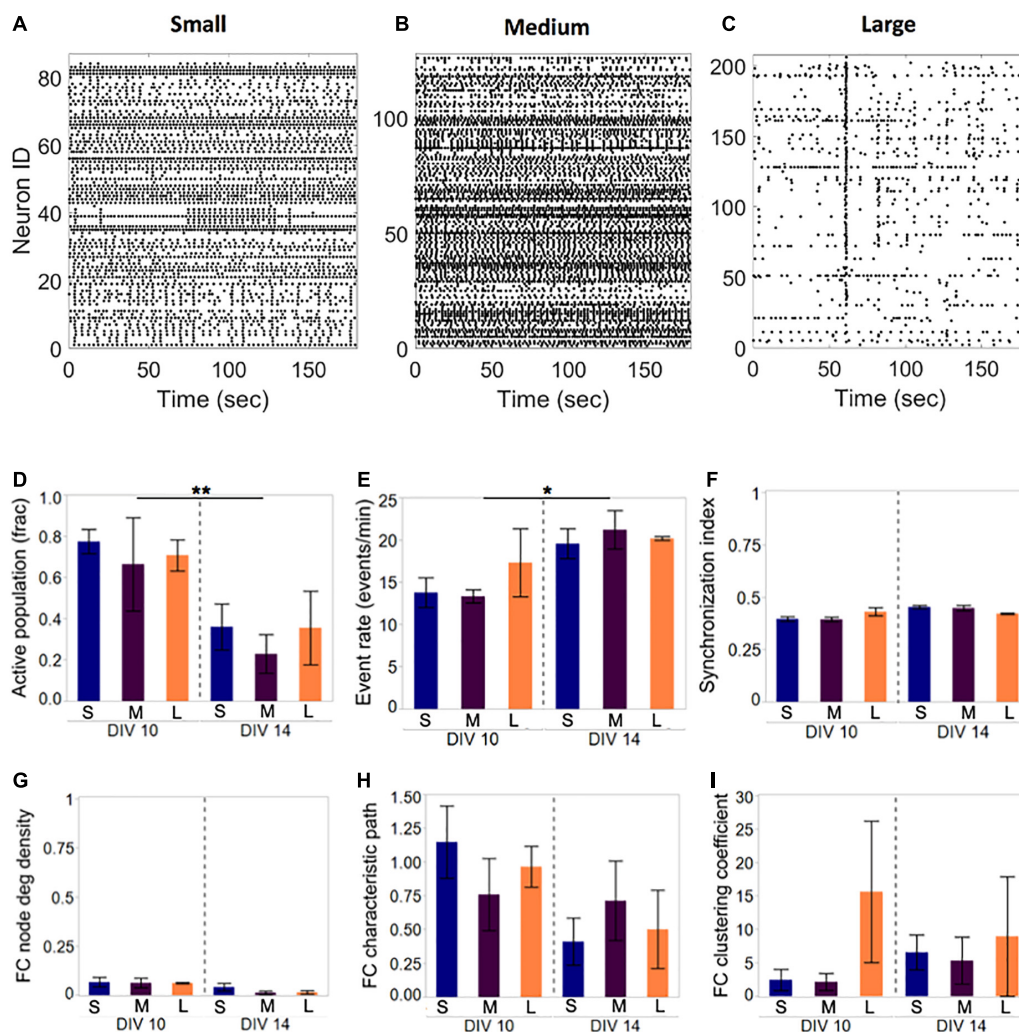 A Small
B Medium
C Large
Neuron ID
80
60
40
20
0
0 50 100 150
Time (sec)
100
50
0
0 50 100 150
Time (sec)
200
150
100
50
0
0 50 100 150
Time (sec)
D
Active population (frac)
1.0
0.8
0.6
0.4
0.2
0.0
**
S M L S M L
DIV 10 DIV 14
E
Event rate (events/min)
25
20
15
10
5
0
*
S M L S M L
DIV 10 DIV 14
F
Synchronization index
1
0.75
0.5
0.25
0
S M L S M L
DIV 10 DIV 14
G
FC node deg density
1
0.75
0.5
0.25
0
S M L S M L
DIV 10 DIV 14
H
FC characteristic path
1.50
1.25
1.00
0.75
0.50
0.25
0.00
S M L S M L
DIV 10 DIV 14
I
FC clustering coefficient
30
25
20
15
10
5
0
S M L S M L
DIV 10 DIV 14